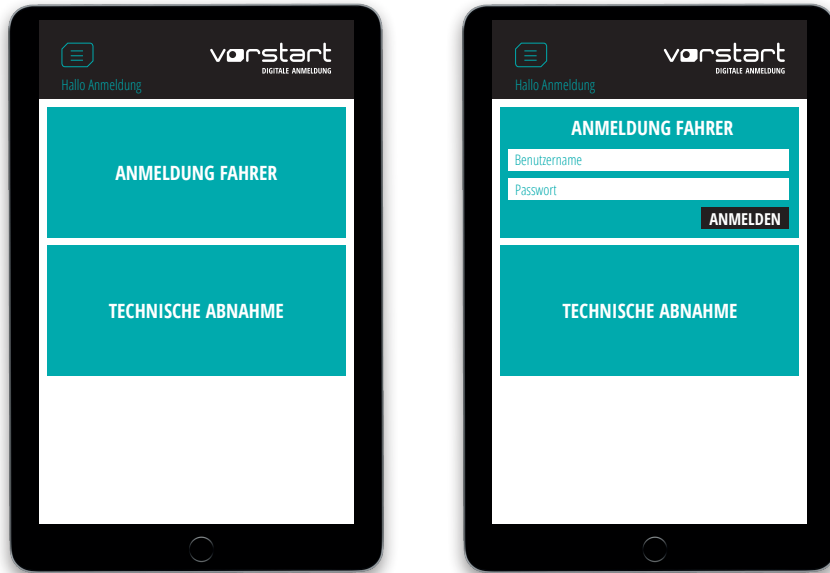 vorstart
DIGITALE ANMELDUNG
Hallo Anmeldung
ANMELDUNG FAHRER
TECHNISCHE ABNAHME
vorstart
DIGITALE ANMELDUNG
Hallo Anmeldung
ANMELDUNG FAHRER
Benutzername
Passwort
ANMELDEN
TECHNISCHE ABNAHME